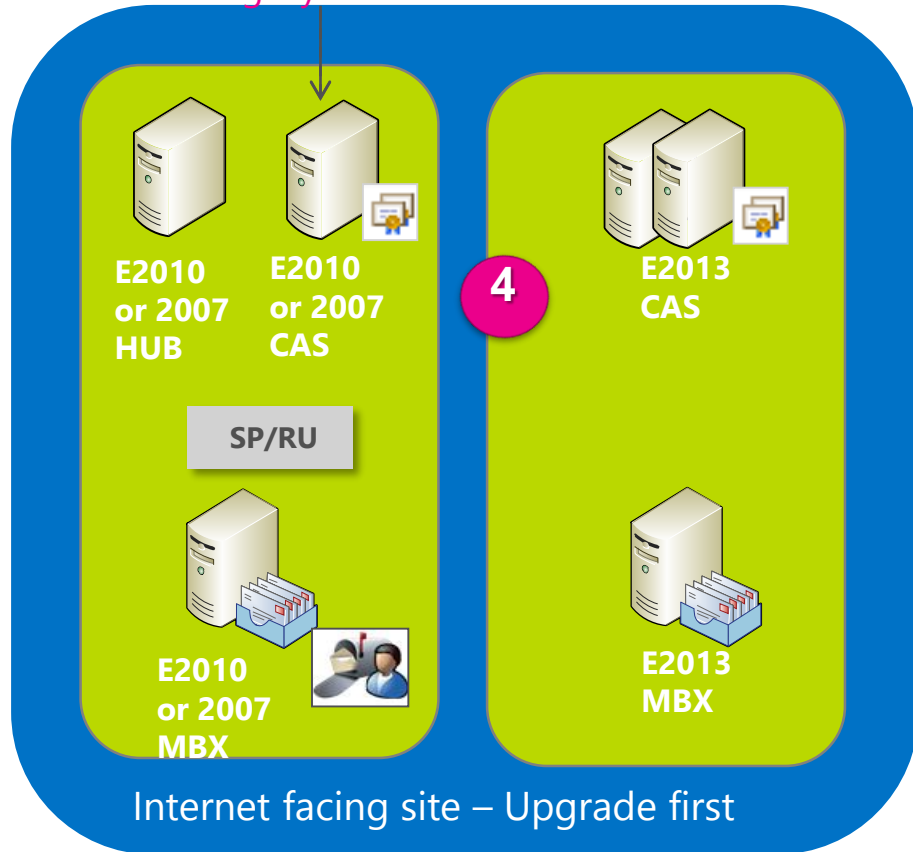 E2010
or 2007
HUB
E2010
or 2007
CAS
4
E2013
CAS
SP/RU
E2010
or 2007
MBX
E2013
MBX
Internet facing site – Upgrade first